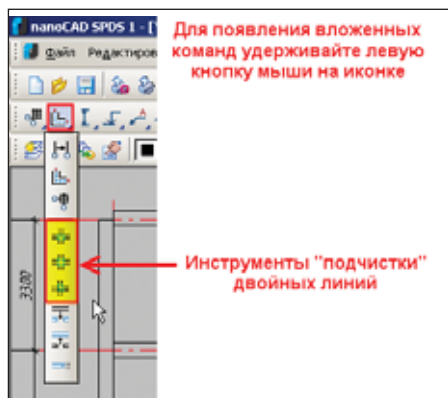 nanoCAD SPDS 1 - [
Для появления вложенных
команд удерживайте левую
кнопку мыши на иконке
Файл Редактиров
Инструменты "подчистки"
двойных линий
3300